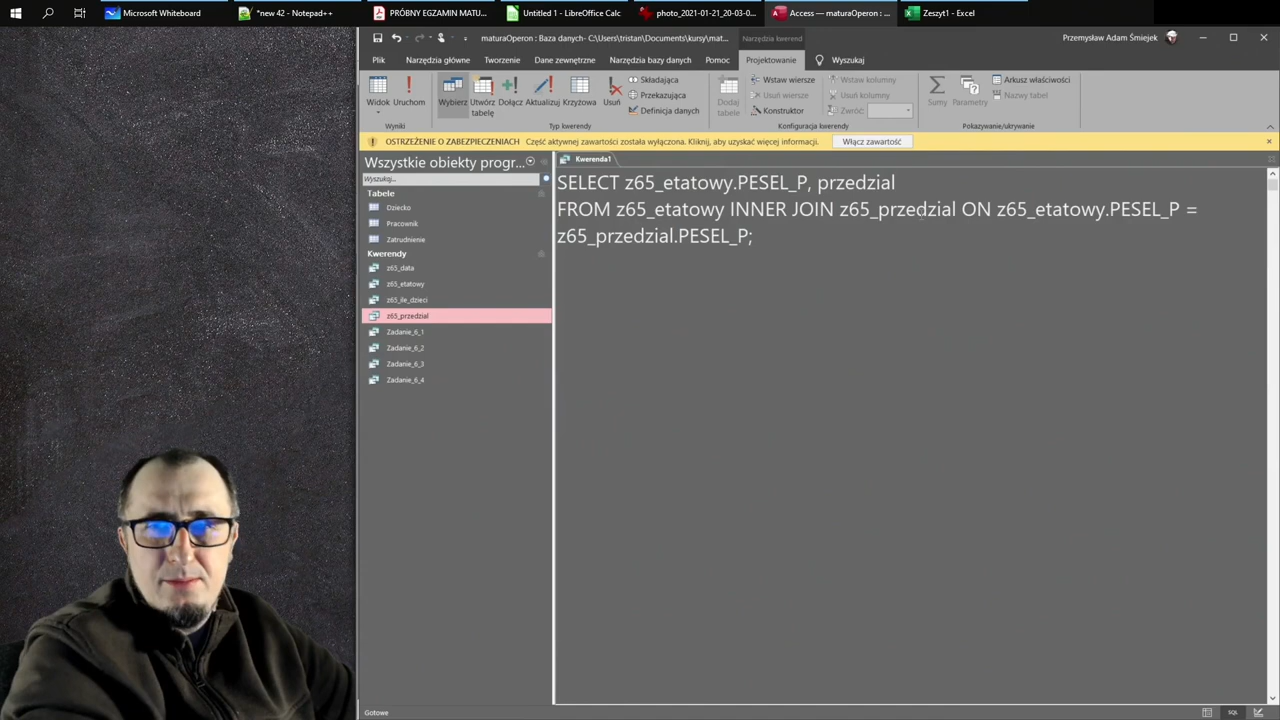 Microsoft Whiteboard
*new 42 - Notepad++
PRÓBNY EGZAMIN MATU...
Untitled 1 - LibreOffice Calc
photo_2021-01-21_20-03-0...
Access — maturaOperon : ...
Zeszyt1 - Excel
maturaOperon : Baza danych- C:\Users\tristan\Documents\kursy\mat...
Narzędzia kwerend
Przemysław Adam Śmiejek
Plik
Narzędzia główne
Tworzenie
Dane zewnętrzne
Narzędzia bazy danych
Pomoc
Projektowanie
Wyszukaj
Widok
Uruchom
Wybierz
Utwórz tabelę
Dołącz
Aktualizuj
Krzyżowa
Usuń
Składająca
Przekazująca
Definicja danych
Dodaj tabele
Wstaw wiersze
Usuń wiersze
Konstruktor
Wstaw kolumny
Usuń kolumny
Zwróć:
Sumy
Parametry
Arkusz właściwości
Nazwy tabel
Wyniki
Typ kwerendy
Konfiguracja kwerendy
Pokazywanie/ukrywanie
OSTRZEŻENIE O ZABEZPIECZENIACH Część aktywnej zawartości została wyłączona. Kliknij, aby uzyskać więcej informacji.
Włącz zawartość
Wszystkie obiekty progr...
Wyszukaj...
Tabele
Dziecko
Pracownik
Zatrudnienie
Kwerendy
z65_data
z65_etatowy
z65_ile_dzieci
z65_przedzial
Zadanie_6_1
Zadanie_6_2
Zadanie_6_3
Zadanie_6_4
Kwerenda1
SELECT z65_etatowy.PESEL_P, przedzial
FROM z65_etatowy INNER JOIN z65_przedzial ON z65_etatowy.PESEL_P =
z65_przedzial.PESEL_P;
Gotowe
SQL